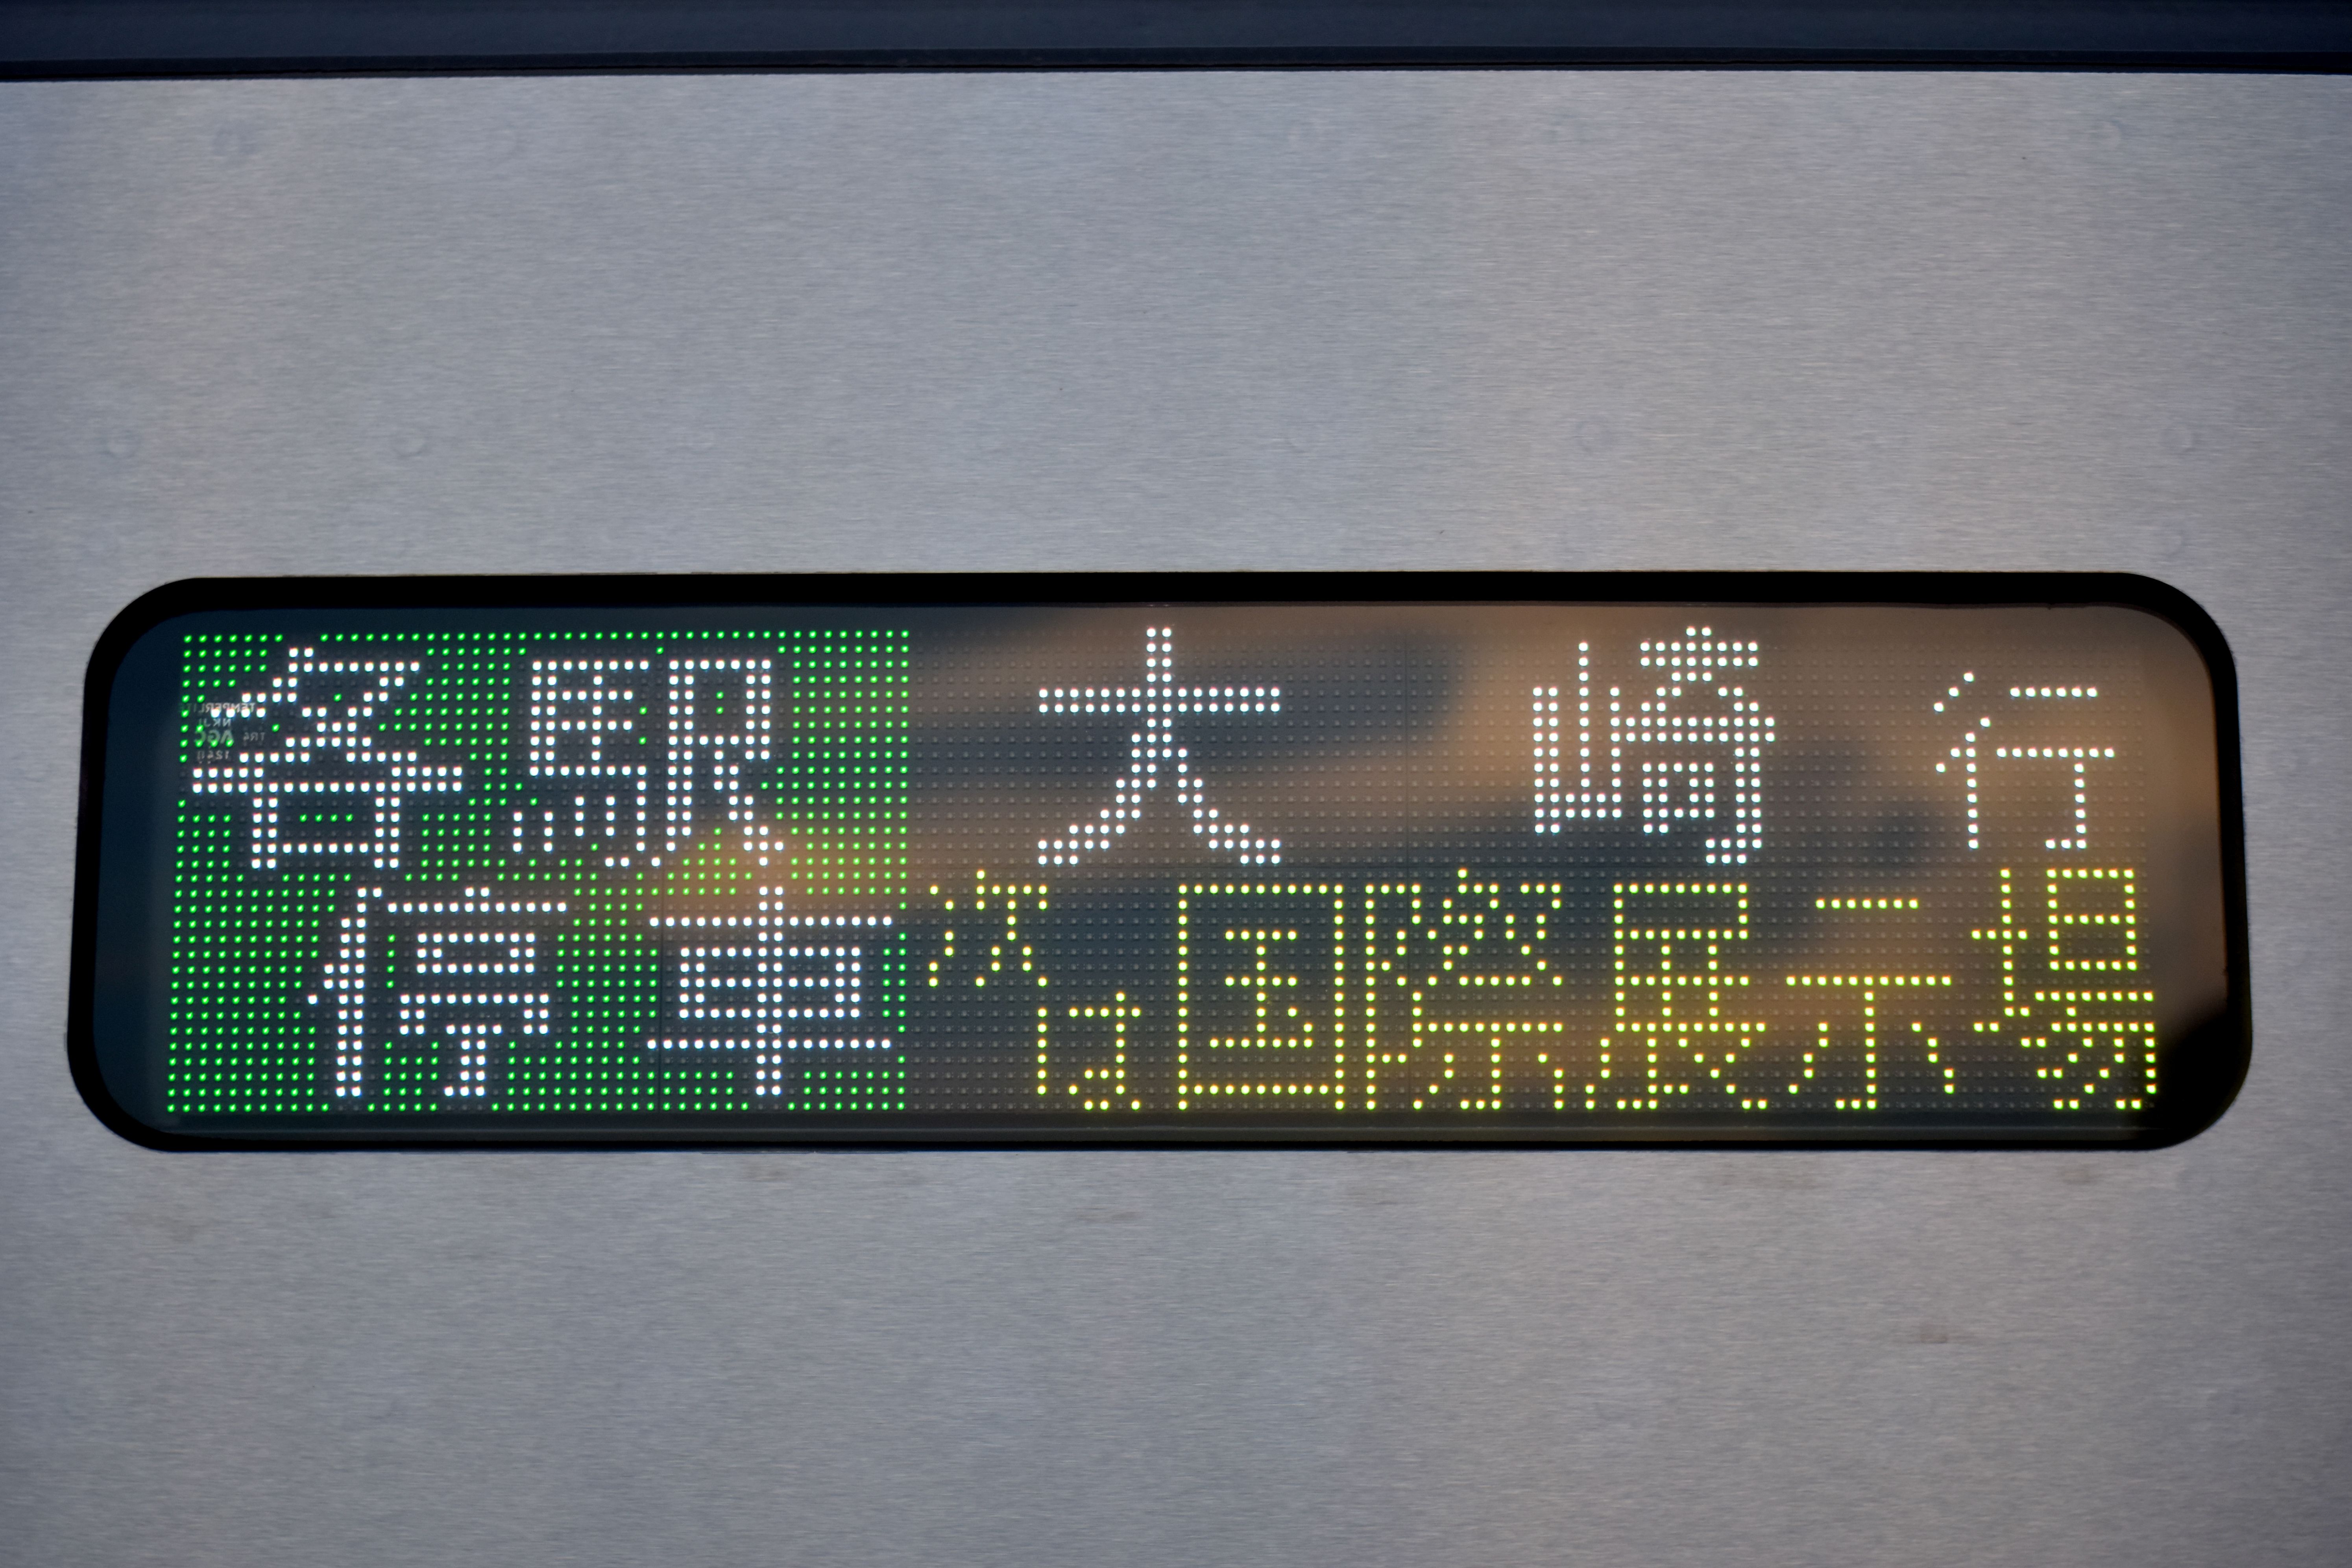 各駅
停車
大崎行
次は国際展示場